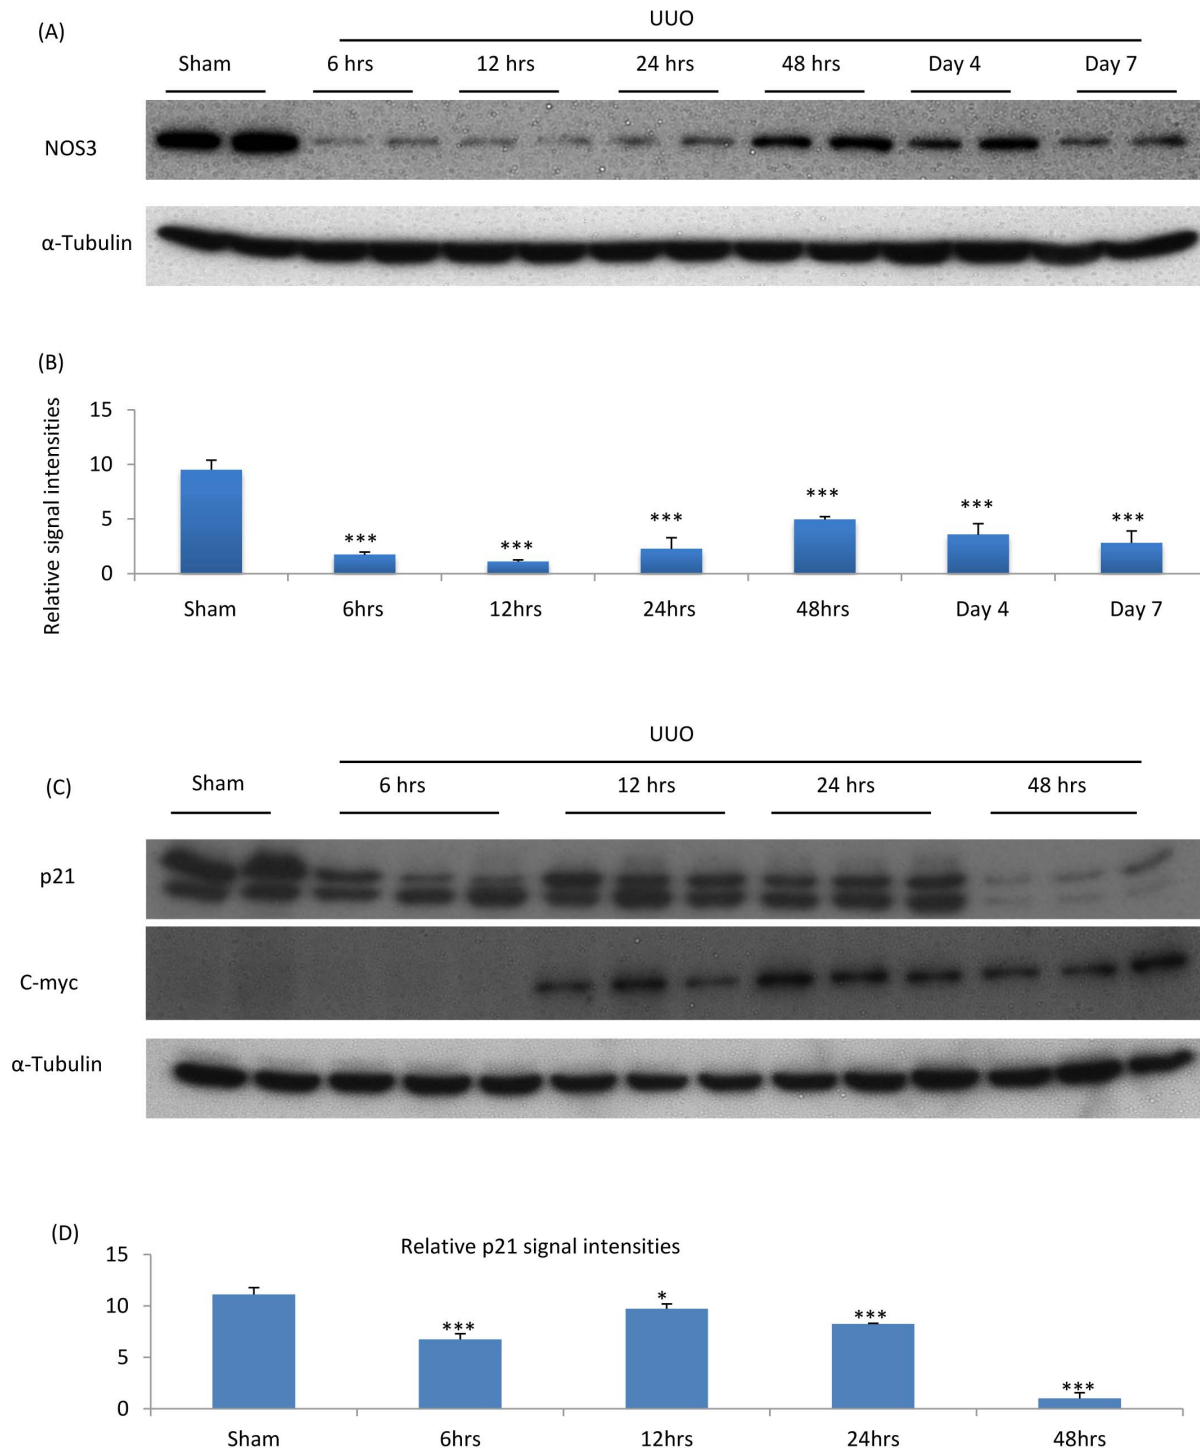 (A)
UUO
Sham 6 hrs 12 hrs 24 hrs 48 hrs Day 4 Day 7
NOS3
α-Tubulin
(B)
Relative signal intensities
15
10
5
0
*** *** *** *** *** ***
Sham 6hrs 12hrs 24hrs 48hrs Day 4 Day 7
UUO
(C)
Sham 6 hrs 12 hrs 24 hrs 48 hrs
p21
C-myc
α-Tubulin
(D)
Relative p21 signal intensities
15
10
5
0
*** * *** ***
Sham 6hrs 12hrs 24hrs 48hrs